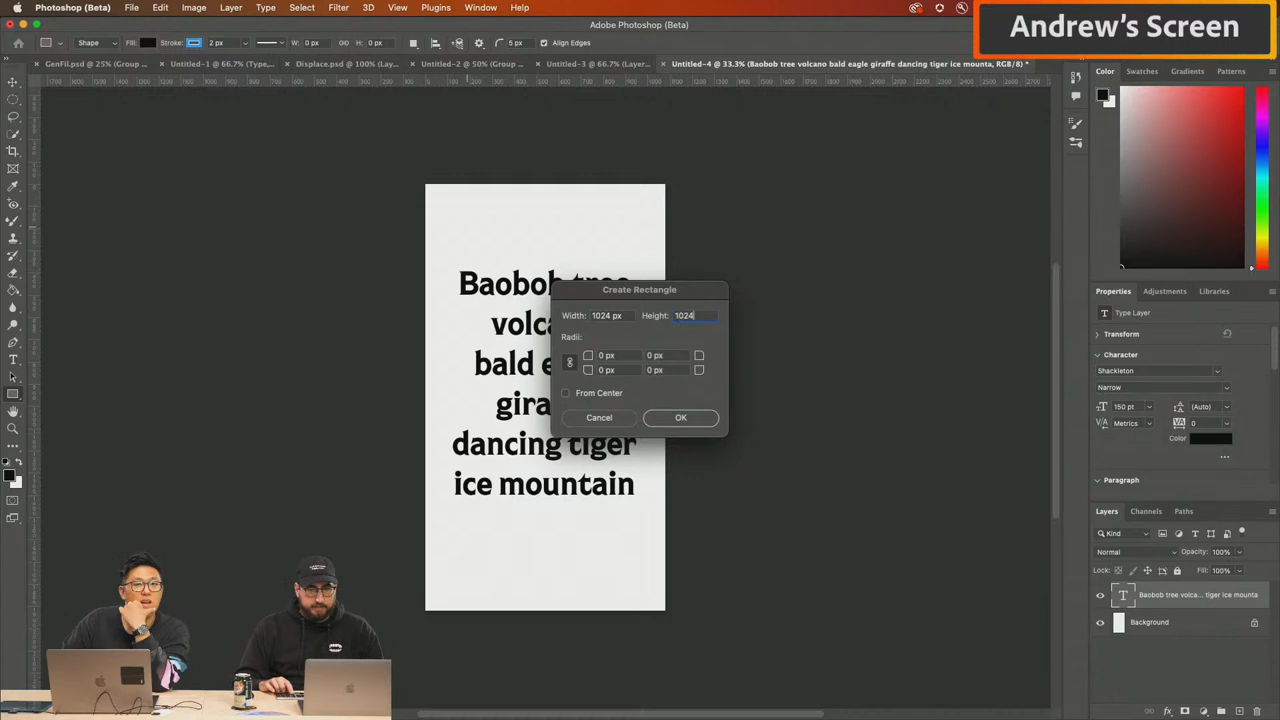 Photoshop (Beta) File Edit Image Layer Type Select Filter 3D View Plugins Window Help
Andrew's Screen
Adobe Photoshop (Beta)
Shape Fill: Stroke: 2 px W: 0 px H: 0 px 5 px Align Edges
GenFil.psd @ 25% (Group ... Untitled-1 @ 66.7% (Type,... Displace.psd @ 100% (Lay... Untitled-2 @ 50% (Group ... Untitled-3 @ 66.7% (Layer... Untitled-4 @ 33.3% (Baobob tree volcano bald eagle giraffe dancing tiger ice mounta, RGB/8) *
Color Swatches Gradients Patterns
Baobob tree
volca
bald e
gira
dancing tiger
ice mountain
Create Rectangle
Width: 1024 px Height: 1024
Radii:
0 px 0 px
0 px 0 px
From Center
Cancel OK
Properties Adjustments Libraries
T Type Layer
Transform
Character
Shackleton
Narrow
150 pt (Auto)
Metrics 0
Color
Paragraph
Layers Channels Paths
Kind
Normal Opacity: 100%
Lock: Fill: 100%
Baobob tree volca... tiger ice mounta
Background